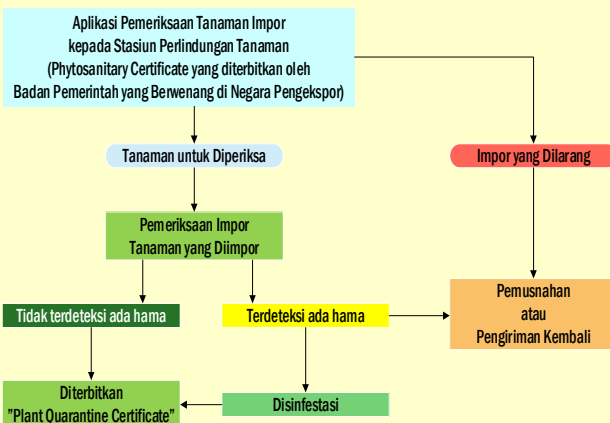 Aplikasi Pemeriksaan Tanaman Impor
kepada Stasiun Perlindungan Tanaman
(Phytosanitary Certificate yang diterbitkan oleh
Badan Pemerintah yang Berwenang di Negara Pengekspor)
Tanaman untuk Diperiksa
Impor yang Dilarang
Pemeriksaan Impor
Tanaman yang Diimpor
Tidak terdeteksi ada hama
Terdeteksi ada hama
Pemusnahan
atau
Pengiriman Kembali
Diterbitkan
"Plant Quarantine Certificate"
Disinfestasi